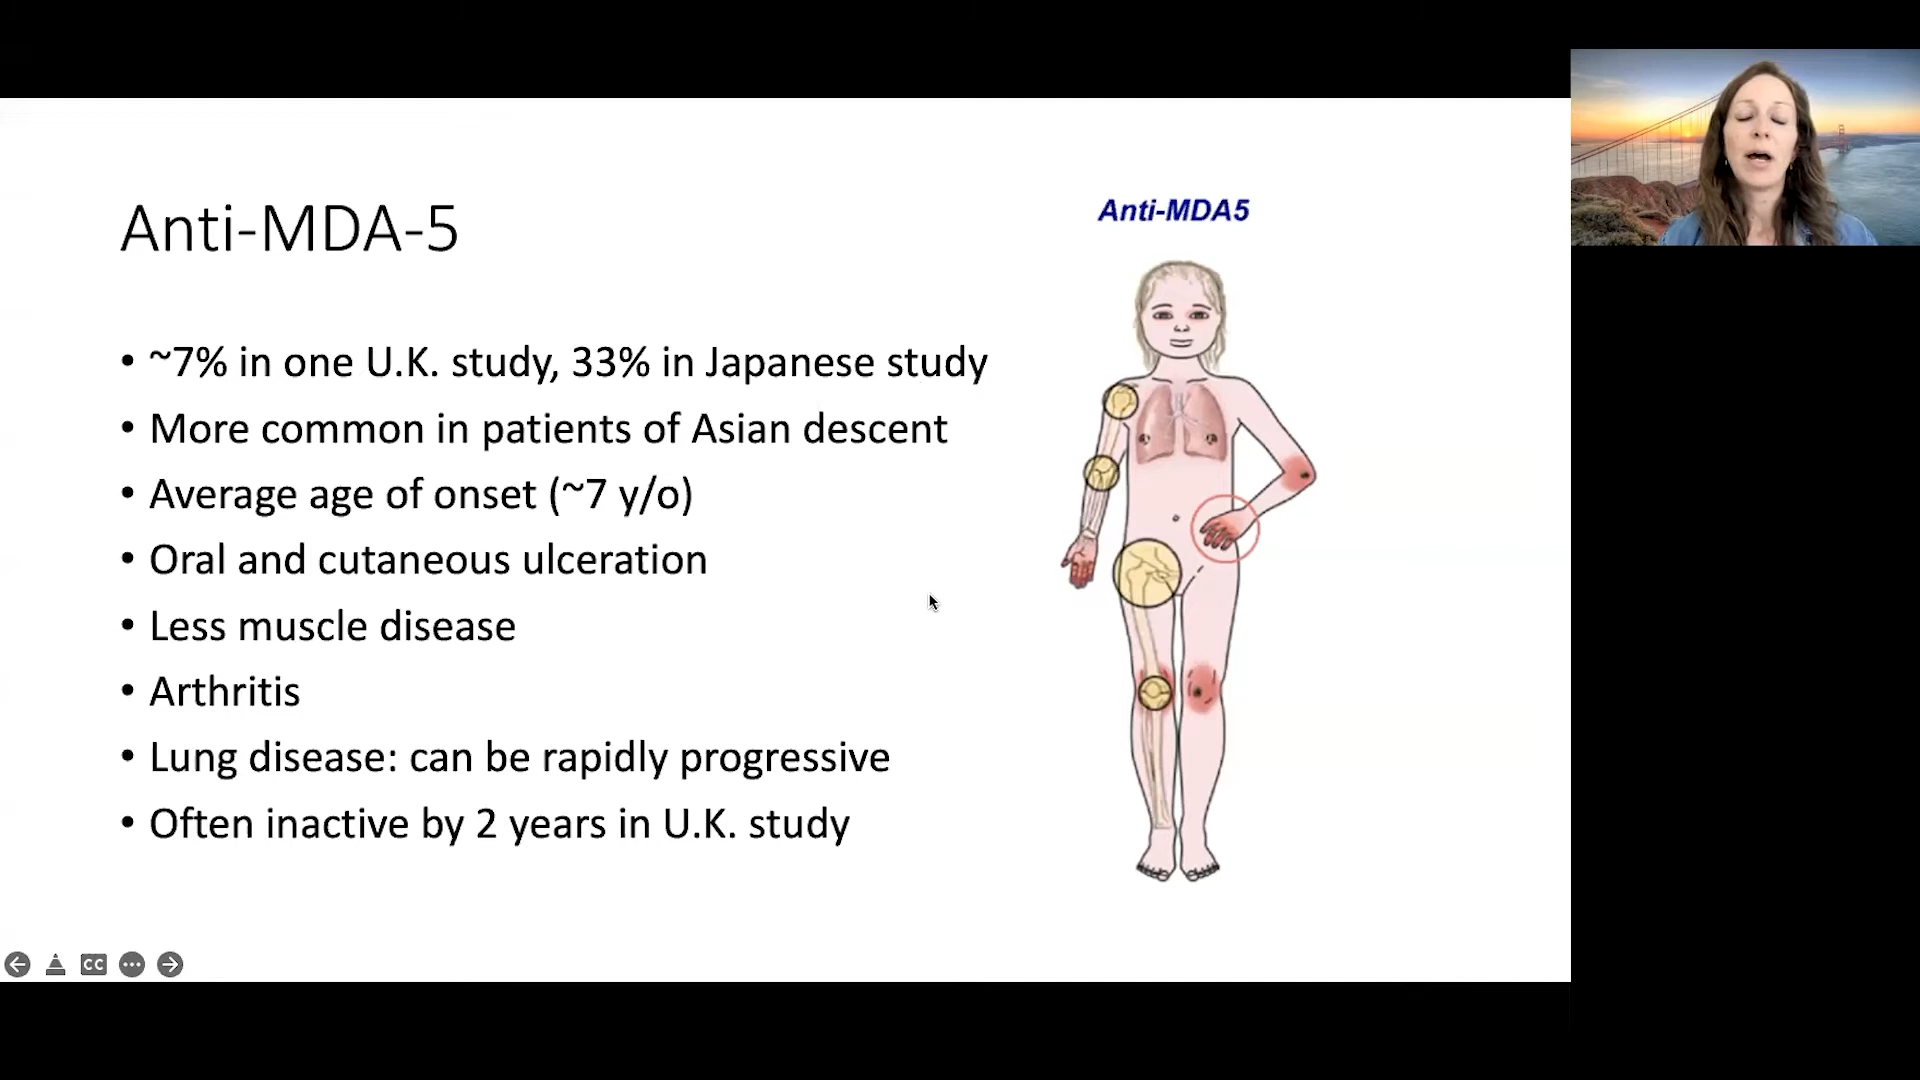 Anti-MDA-5
• ~7% in one U.K. study, 33% in Japanese study
• More common in patients of Asian descent
• Average age of onset (~7 y/o)
• Oral and cutaneous ulceration
• Less muscle disease
• Arthritis
• Lung disease: can be rapidly progressive
• Often inactive by 2 years in U.K. study
Anti-MDA5
CC